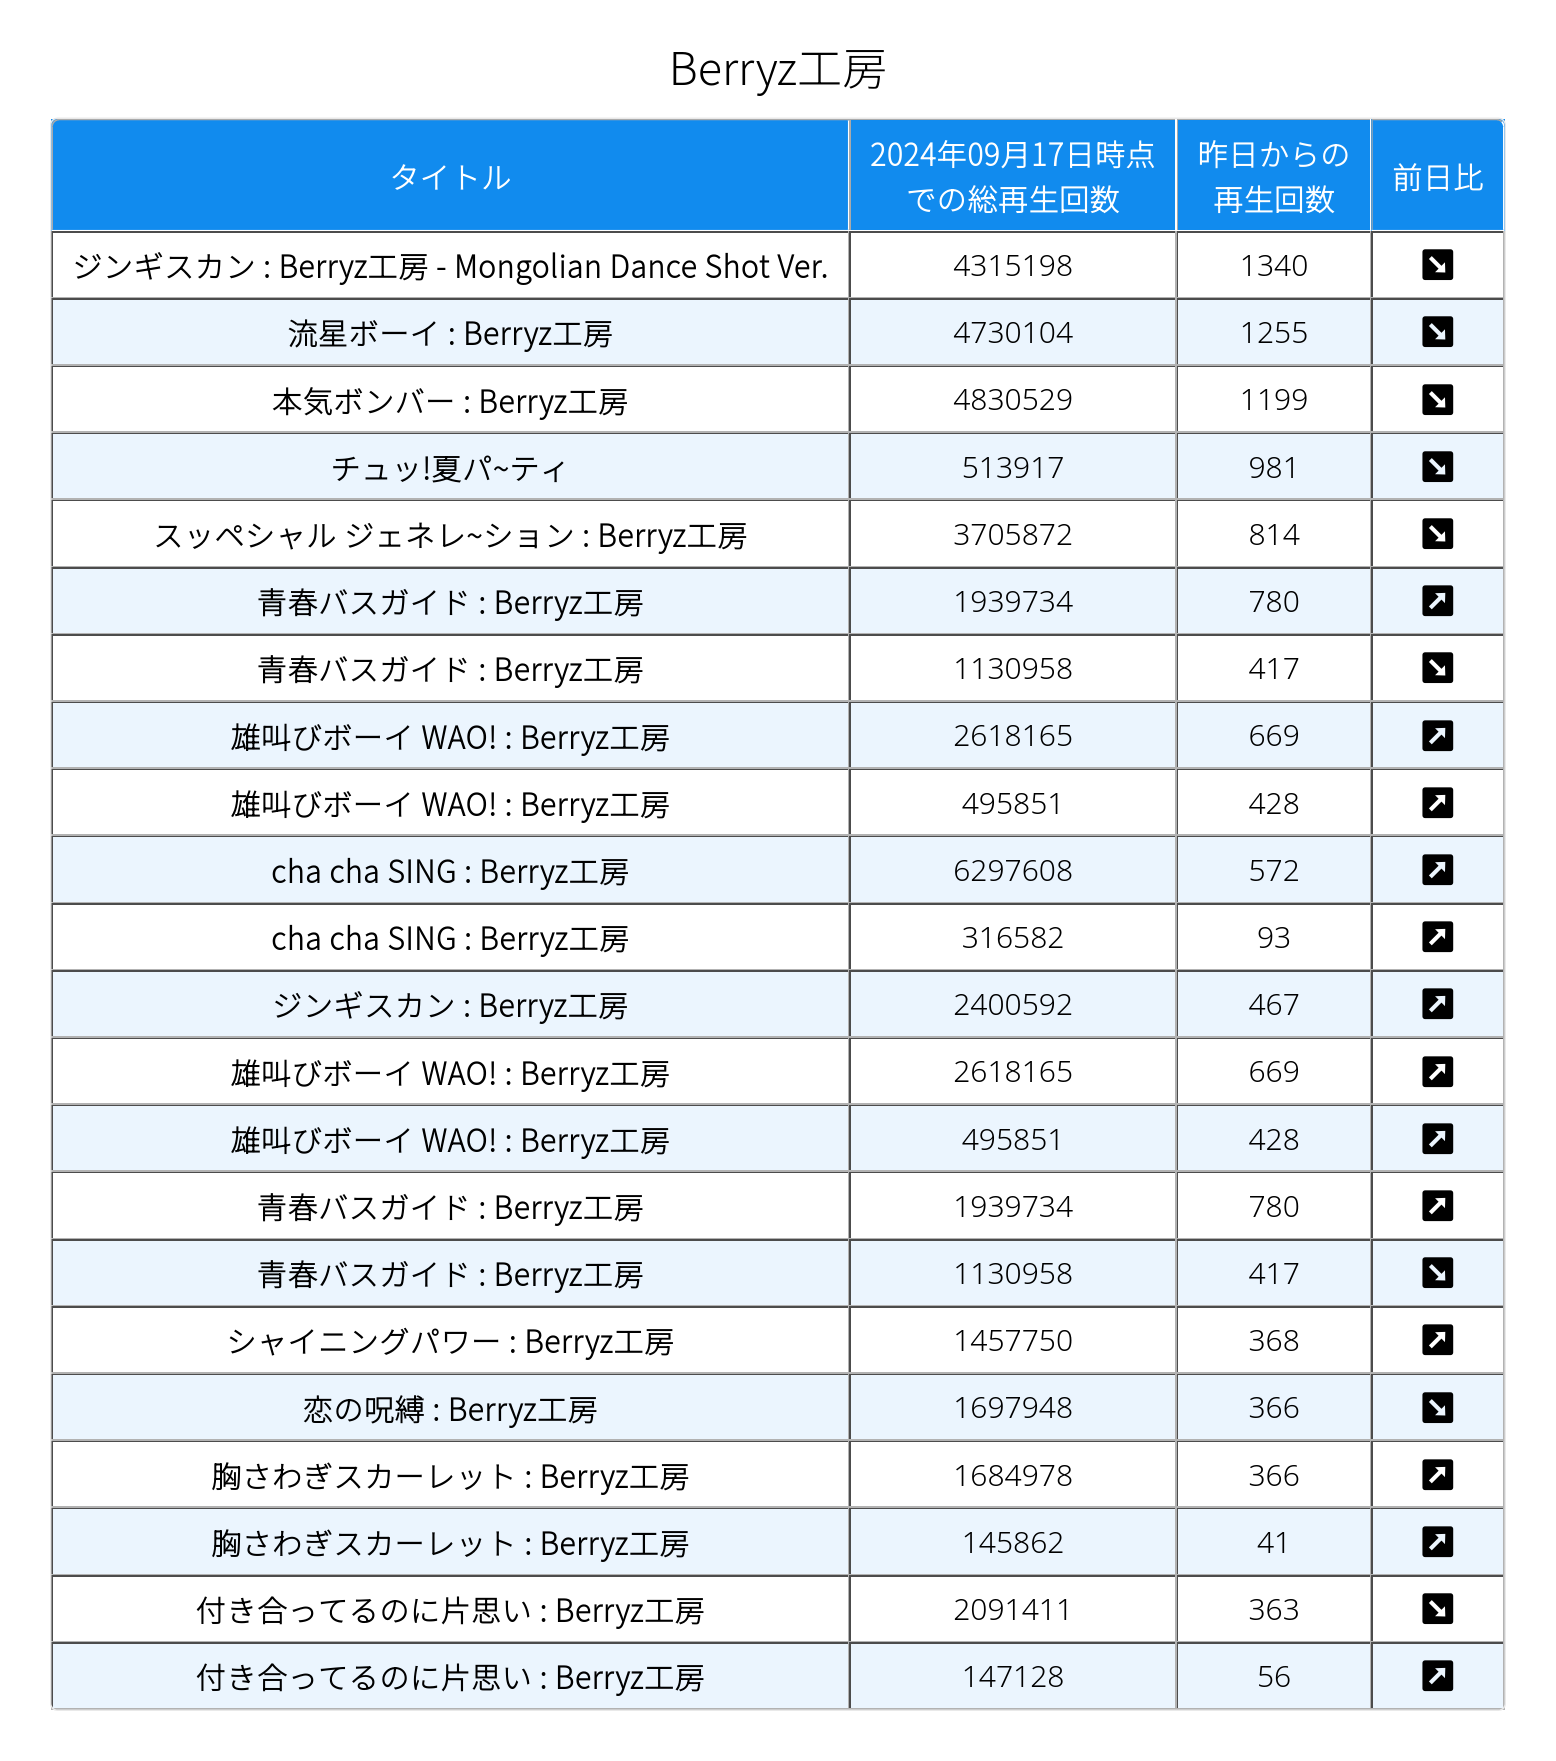 Berryz工房
タイトル
2024年09月17日時点
での総再生回数
昨日からの
再生回数
前日比
ジンギスカン : Berryz工房 - Mongolian Dance Shot Ver. 4315198 1340
流星ボーイ : Berryz工房 4730104 1255
本気ボンバー : Berryz工房 4830529 1199
チュッ!夏パ~ティ 513917 981
スッペシャル ジェネレ~ション : Berryz工房 3705872 814
青春バスガイド : Berryz工房 1939734 780
青春バスガイド : Berryz工房 1130958 417
雄叫びボーイ WAO! : Berryz工房 2618165 669
雄叫びボーイ WAO! : Berryz工房 495851 428
cha cha SING : Berryz工房 6297608 572
cha cha SING : Berryz工房 316582 93
ジンギスカン : Berryz工房 2400592 467
雄叫びボーイ WAO! : Berryz工房 2618165 669
雄叫びボーイ WAO! : Berryz工房 495851 428
青春バスガイド : Berryz工房 1939734 780
青春バスガイド : Berryz工房 1130958 417
シャイニングパワー : Berryz工房 1457750 368
恋の呪縛 : Berryz工房 1697948 366
胸さわぎスカーレット : Berryz工房 1684978 366
胸さわぎスカーレット : Berryz工房 145862 41
付き合ってるのに片思い : Berryz工房 2091411 363
付き合ってるのに片思い : Berryz工房 147128 56